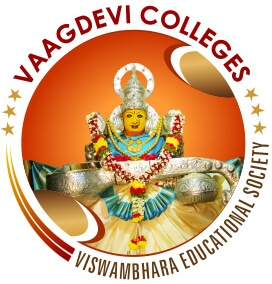 VAAGDEVI COLLEGES
VISWAMBHARA EDUCATIONAL SOCIETY